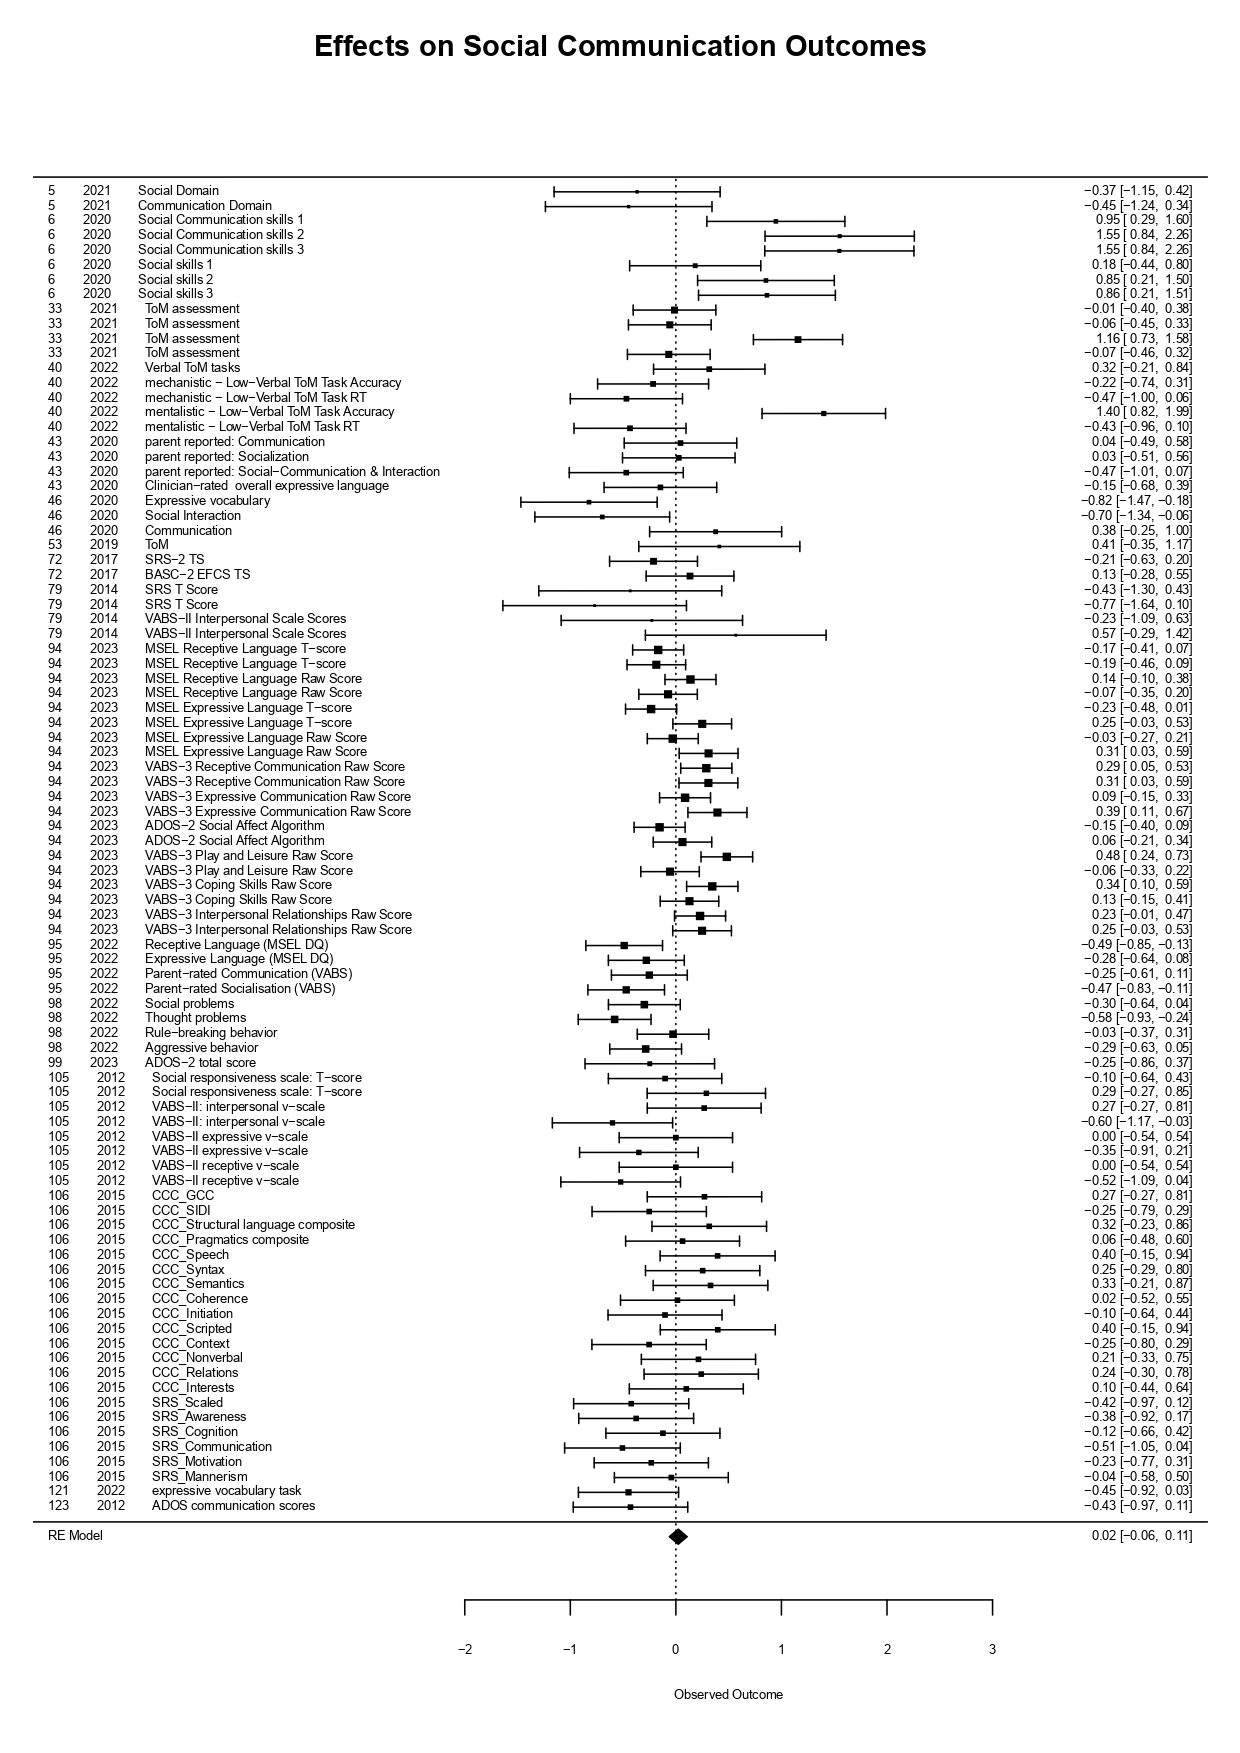 Effects on Social Communication Outcomes
5 2021 Social Domain −0.37 [−1.15, 0.42]
5 2021 Communication Domain −0.45 [−1.24, 0.34]
6 2020 Social Communication skills 1 0.95 [ 0.29, 1.60]
6 2020 Social Communication skills 2 1.55 [ 0.84, 2.26]
6 2020 Social Communication skills 3 1.55 [ 0.84, 2.26]
6 2020 Social skills 1 0.18 [−0.44, 0.80]
6 2020 Social skills 2 0.85 [ 0.21, 1.50]
6 2020 Social skills 3 0.86 [ 0.21, 1.51]
33 2021 ToM assessment −0.01 [−0.40, 0.38]
33 2021 ToM assessment −0.06 [−0.45, 0.33]
33 2021 ToM assessment 1.16 [ 0.73, 1.58]
33 2021 ToM assessment −0.07 [−0.46, 0.32]
40 2022 Verbal ToM tasks 0.32 [−0.21, 0.84]
40 2022 mechanistic − Low−Verbal ToM Task Accuracy −0.22 [−0.74, 0.31]
40 2022 mechanistic − Low−Verbal ToM Task RT −0.47 [−1.00, 0.06]
40 2022 mentalistic − Low−Verbal ToM Task Accuracy 1.40 [ 0.82, 1.99]
40 2022 mentalistic − Low−Verbal ToM Task RT −0.43 [−0.96, 0.10]
43 2020 parent reported: Communication 0.04 [−0.49, 0.58]
43 2020 parent reported: Socialization 0.03 [−0.51, 0.56]
43 2020 parent reported: Social−Communication & Interaction −0.47 [−1.01, 0.07]
43 2020 Clinician−rated overall expressive language −0.15 [−0.68, 0.39]
46 2020 Expressive vocabulary −0.82 [−1.47, −0.18]
46 2020 Social Interaction −0.70 [−1.34, −0.06]
46 2020 Communication 0.38 [−0.25, 1.00]
53 2019 ToM 0.41 [−0.35, 1.17]
72 2017 SRS−2 TS −0.21 [−0.63, 0.20]
72 2017 BASC−2 EFCS TS 0.13 [−0.28, 0.55]
79 2014 SRS T Score −0.43 [−1.30, 0.43]
79 2014 SRS T Score −0.77 [−1.64, 0.10]
79 2014 VABS−II Interpersonal Scale Scores −0.23 [−1.09, 0.63]
79 2014 VABS−II Interpersonal Scale Scores 0.57 [−0.29, 1.42]
94 2023 MSEL Receptive Language T−score −0.17 [−0.41, 0.07]
94 2023 MSEL Receptive Language T−score −0.19 [−0.46, 0.09]
94 2023 MSEL Receptive Language Raw Score 0.14 [−0.10, 0.38]
94 2023 MSEL Receptive Language Raw Score −0.07 [−0.35, 0.20]
94 2023 MSEL Expressive Language T−score −0.23 [−0.48, 0.01]
94 2023 MSEL Expressive Language T−score 0.25 [−0.03, 0.53]
94 2023 MSEL Expressive Language Raw Score −0.03 [−0.27, 0.21]
94 2023 MSEL Expressive Language Raw Score 0.31 [ 0.03, 0.59]
94 2023 VABS−3 Receptive Communication Raw Score 0.29 [ 0.05, 0.53]
94 2023 VABS−3 Receptive Communication Raw Score 0.31 [ 0.03, 0.59]
94 2023 VABS−3 Expressive Communication Raw Score 0.09 [−0.15, 0.33]
94 2023 VABS−3 Expressive Communication Raw Score 0.39 [ 0.11, 0.67]
94 2023 ADOS−2 Social Affect Algorithm −0.15 [−0.40, 0.09]
94 2023 ADOS−2 Social Affect Algorithm 0.06 [−0.21, 0.34]
94 2023 VABS−3 Play and Leisure Raw Score 0.48 [ 0.24, 0.73]
94 2023 VABS−3 Play and Leisure Raw Score −0.06 [−0.33, 0.22]
94 2023 VABS−3 Coping Skills Raw Score 0.34 [ 0.10, 0.59]
94 2023 VABS−3 Coping Skills Raw Score 0.13 [−0.15, 0.41]
94 2023 VABS−3 Interpersonal Relationships Raw Score 0.23 [−0.01, 0.47]
94 2023 VABS−3 Interpersonal Relationships Raw Score 0.25 [−0.03, 0.53]
95 2022 Receptive Language (MSEL DQ) −0.49 [−0.85, −0.13]
95 2022 Expressive Language (MSEL DQ) −0.28 [−0.64, 0.08]
95 2022 Parent−rated Communication (VABS) −0.25 [−0.61, 0.11]
95 2022 Parent−rated Socialisation (VABS) −0.47 [−0.83, −0.11]
98 2022 Social problems −0.30 [−0.64, 0.04]
98 2022 Thought problems −0.58 [−0.93, −0.24]
98 2022 Rule−breaking behavior −0.03 [−0.37, 0.31]
98 2022 Aggressive behavior −0.29 [−0.63, 0.05]
99 2023 ADOS−2 total score −0.25 [−0.86, 0.37]
105 2012 Social responsiveness scale: T−score −0.10 [−0.64, 0.43]
105 2012 Social responsiveness scale: T−score 0.29 [−0.27, 0.85]
105 2012 VABS−II: interpersonal v−scale 0.27 [−0.27, 0.81]
105 2012 VABS−II: interpersonal v−scale −0.60 [−1.17, −0.03]
105 2012 VABS−II expressive v−scale 0.00 [−0.54, 0.54]
105 2012 VABS−II expressive v−scale −0.35 [−0.91, 0.21]
105 2012 VABS−II receptive v−scale 0.00 [−0.54, 0.54]
105 2012 VABS−II receptive v−scale −0.52 [−1.09, 0.04]
106 2015 CCC_GCC 0.27 [−0.27, 0.81]
106 2015 CCC_SIDI −0.25 [−0.79, 0.29]
106 2015 CCC_Structural language composite 0.32 [−0.23, 0.86]
106 2015 CCC_Pragmatics composite 0.06 [−0.48, 0.60]
106 2015 CCC_Speech 0.40 [−0.15, 0.94]
106 2015 CCC_Syntax 0.25 [−0.29, 0.80]
106 2015 CCC_Semantics 0.33 [−0.21, 0.87]
106 2015 CCC_Coherence 0.02 [−0.52, 0.55]
106 2015 CCC_Initiation −0.10 [−0.64, 0.44]
106 2015 CCC_Scripted 0.40 [−0.15, 0.94]
106 2015 CCC_Context −0.25 [−0.80, 0.29]
106 2015 CCC_Nonverbal 0.21 [−0.33, 0.75]
106 2015 CCC_Relations 0.24 [−0.30, 0.78]
106 2015 CCC_Interests 0.10 [−0.44, 0.64]
106 2015 SRS_Scaled −0.42 [−0.97, 0.12]
106 2015 SRS_Awareness −0.38 [−0.92, 0.17]
106 2015 SRS_Cognition −0.12 [−0.66, 0.42]
106 2015 SRS_Communication −0.51 [−1.05, 0.04]
106 2015 SRS_Motivation −0.23 [−0.77, 0.31]
106 2015 SRS_Mannerism −0.04 [−0.58, 0.50]
121 2022 expressive vocabulary task −0.45 [−0.92, 0.03]
123 2012 ADOS communication scores −0.43 [−0.97, 0.11]
RE Model 0.02 [−0.06, 0.11]
−2 −1 0 1 2 3
Observed Outcome